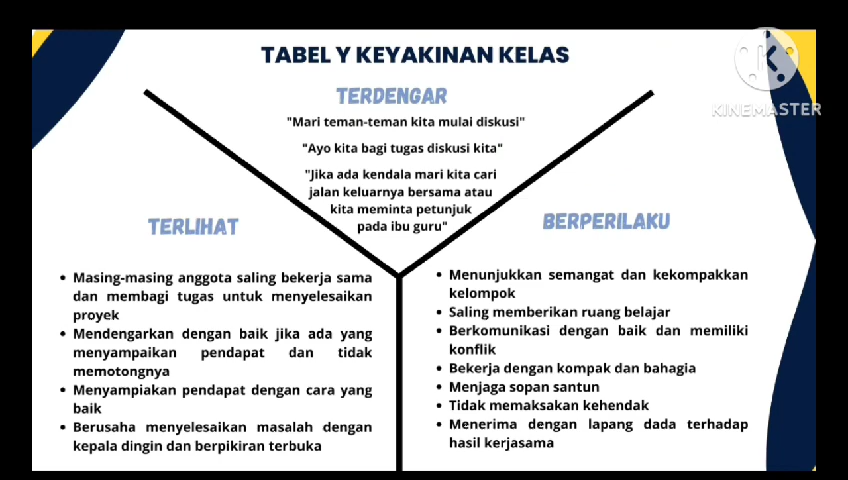 TABEL Y KEYAKINAN KELAS
KINEMASTER
TERDENGAR
"Mari teman-teman kita mulai diskusi"
"Ayo kita bagi tugas diskusi kita"
"Jika ada kendala mari kita cari
jalan keluarnya bersama atau
kita meminta petunjuk
pada ibu guru"
TERLIHAT
Masing-masing anggota saling bekerja sama
dan membagi tugas untuk menyelesaikan
proyek
Mendengarkan dengan baik jika ada yang
menyampaikan pendapat dan tidak
memotongnya
Menyampiakan pendapat dengan cara yang
baik
Berusaha menyelesaikan masalah dengan
kepala dingin dan berpikiran terbuka
BERPERILAKU
Menunjukkan semangat dan kekompakkan
kelompok
Saling memberikan ruang belajar
Berkomunikasi dengan baik dan memiliki
konflik
Bekerja dengan kompak dan bahagia
Menjaga sopan santun
Tidak memaksakan kehendak
Menerima dengan lapang dada terhadap
hasil kerjasama